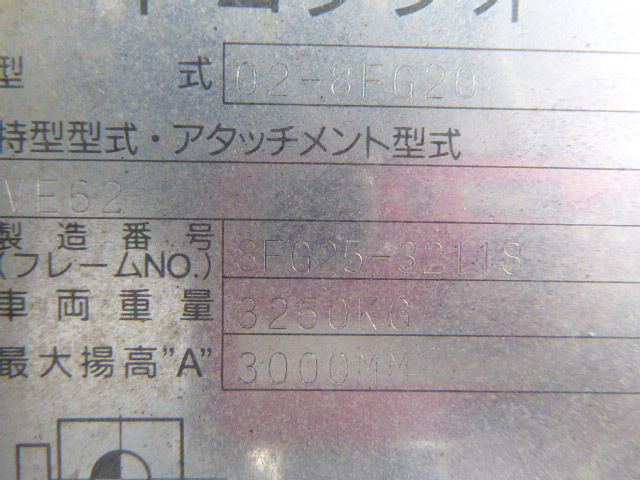 型 式 02-8FG20
特型型式・アタッチメント型式
VE62
製造番号
(フレームNO.) 8FG25-32118
車両重量 3250KG
最大揚高"A" 3000MM